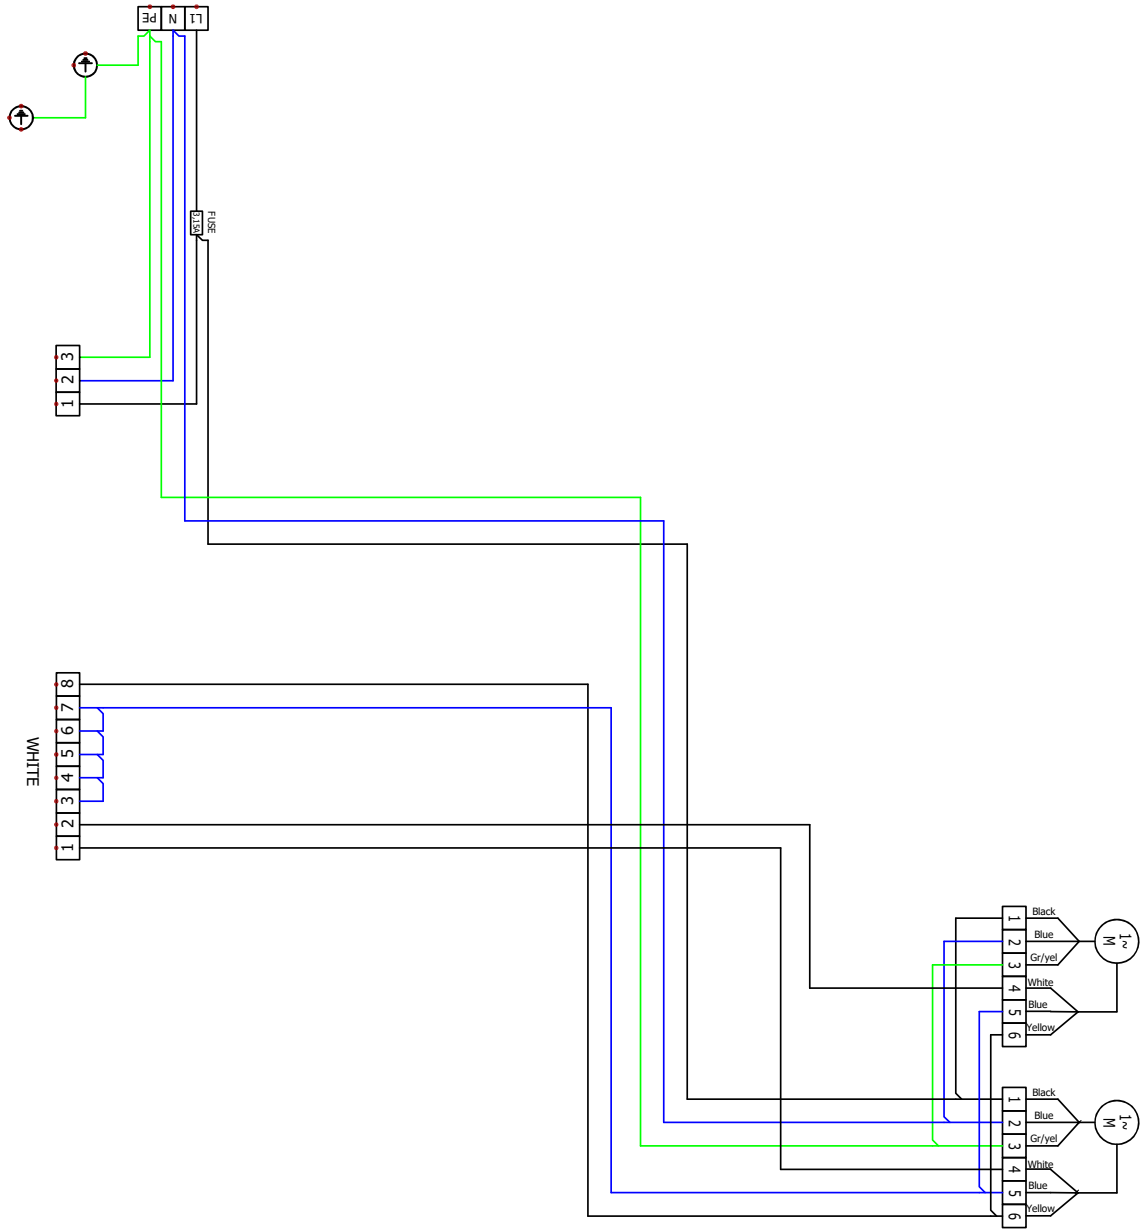 PE N L1
FUSE
3,15A
3
2
1
8
7
6
5
4
3
2
1
WHITE
1 Black
2 Blue
3 Gr/yel
4 White
5 Blue
6 Yellow
1~
M
1 Black
2 Blue
3 Gr/yel
4 White
5 Blue
6 Yellow
1~
M